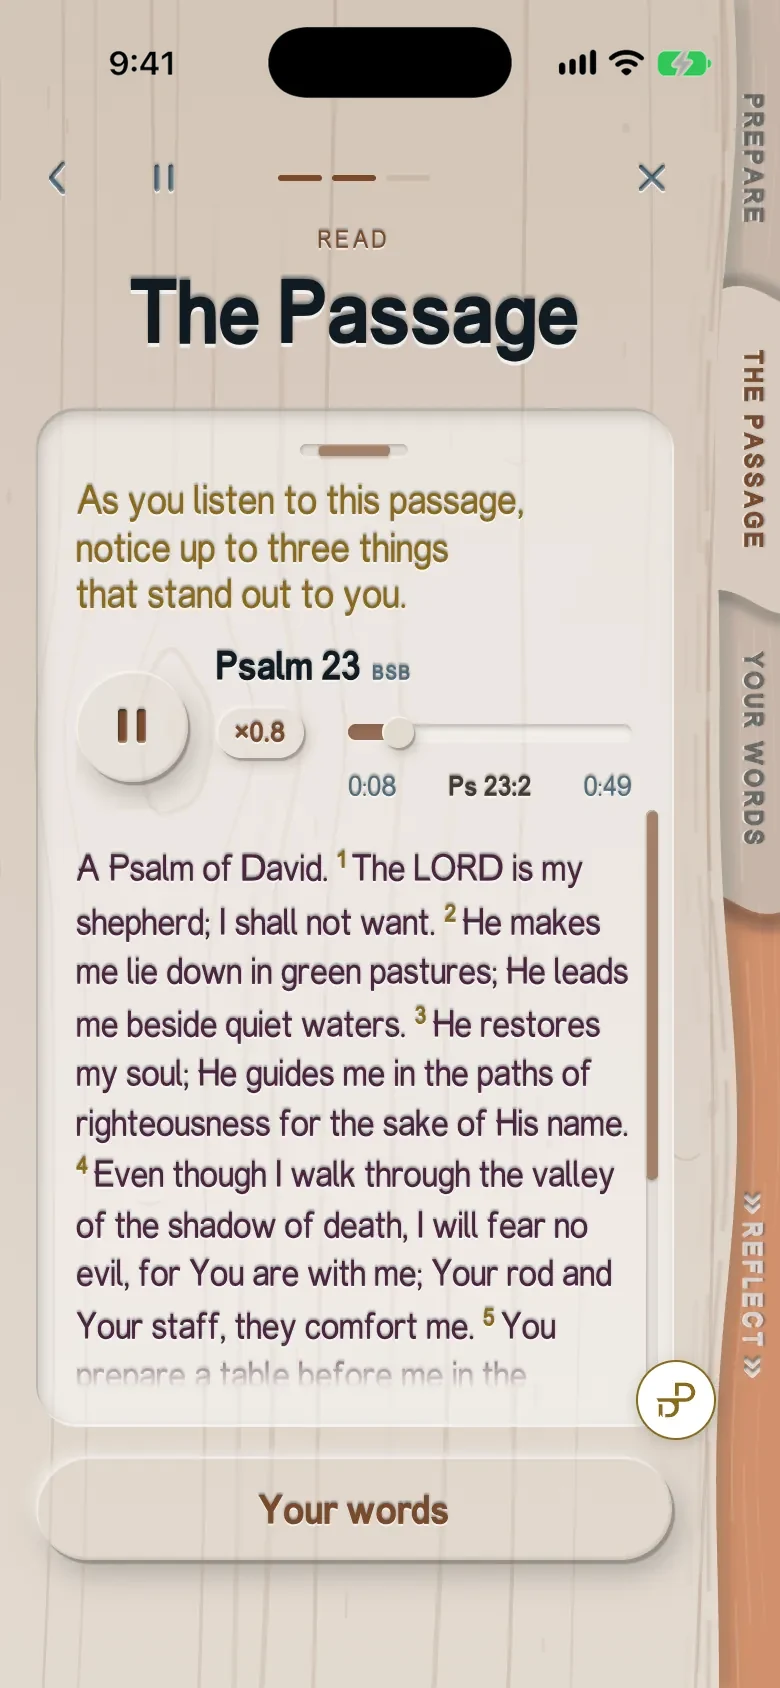 9:41
READ
The Passage
As you listen to this passage,
notice up to three things
that stand out to you.
Psalm 23 BSB
×0.8
0:08 Ps 23:2 0:49
A Psalm of David. 1 The LORD is my
shepherd; I shall not want. 2 He makes
me lie down in green pastures; He leads
me beside quiet waters. 3 He restores
my soul; He guides me in the paths of
righteousness for the sake of His name.
4 Even though I walk through the valley
of the shadow of death, I will fear no
evil, for You are with me; Your rod and
Your staff, they comfort me. 5 You
prepare a table before me in the
Your words
PREPARE
THE PASSAGE
YOUR WORDS
» REFLECT »